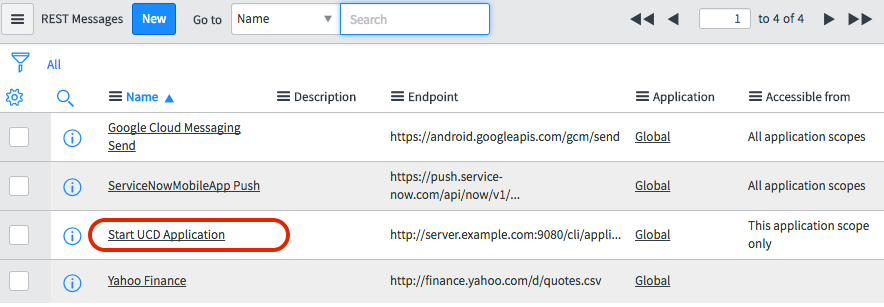 REST Messages New Go to Name Search 1 to 4 of 4
All
Name Description Endpoint Application Accessible from
Google Cloud Messaging
Send
https://android.googleapis.com/gcm/send Global All application scopes
ServiceNowMobileApp Push
https://push.service-
now.com/api/now/v1/...
Global All application scopes
Start UCD Application http://server.example.com:9080/cli/appli... Global
This application scope
only
Yahoo Finance http://finance.yahoo.com/d/quotes.csv Global